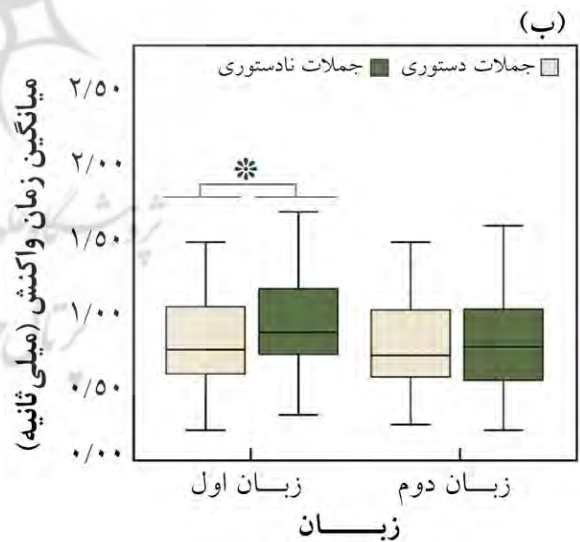 (ب)
جملات دستوری جملات نادستوری
میانگین زمان واکنش (میلی ثانیه)
۲/۵۰
۲/۰۰
۱/۵۰
۱/۰۰
۰/۵۰
۰/۰۰
*
زبان اول زبان دوم
زبان